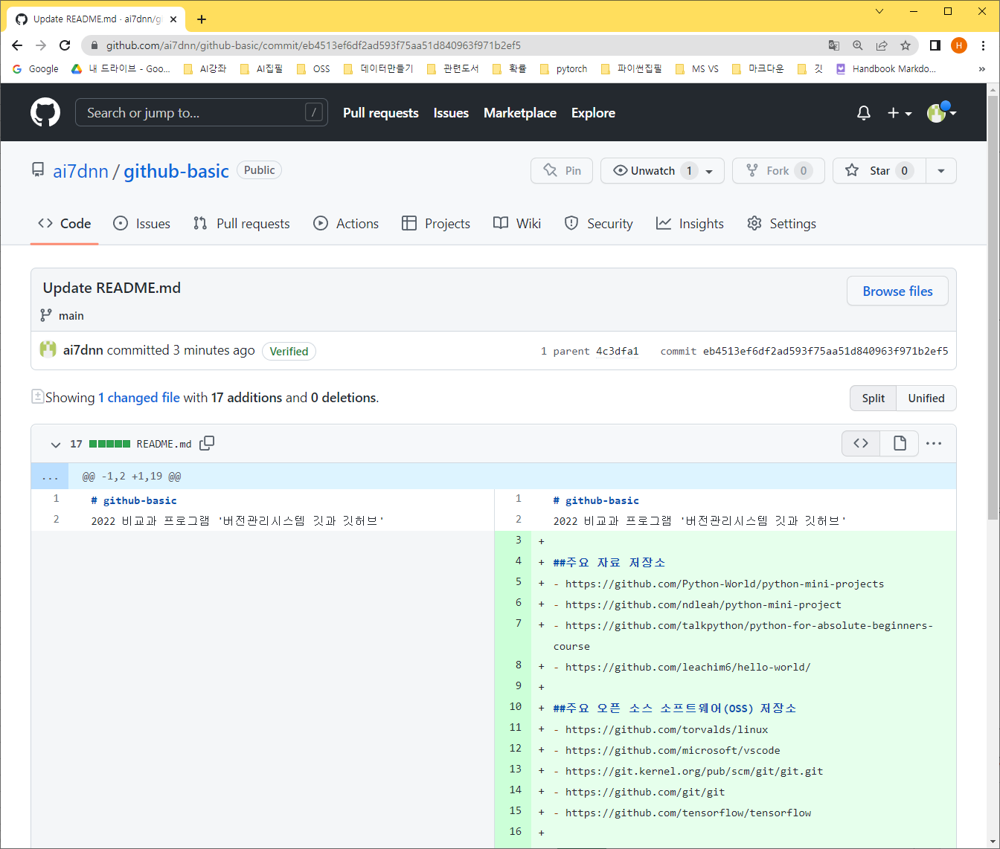 Update README.md · ai7dnn/gi
github.com/ai7dnn/github-basic/commit/eb4513ef6df2ad593f75aa51d840963f971b2ef5
H
Google 내 드라이브 - Goo... AI강좌 AI집필 OSS 데이터만들기 관련도서 확률 pytorch 파이썬집필 MS VS 마크다운 깃 Handbook Markdo... »
Search or jump to... / Pull requests Issues Marketplace Explore
ai7dnn / github-basic Public Pin Unwatch 1 Fork 0 Star 0
Code Issues Pull requests Actions Projects Wiki Security Insights Settings
Update README.md
Browse files
main
ai7dnn committed 3 minutes ago Verified 1 parent 4c3dfa1 commit eb4513ef6df2ad593f75aa51d840963f971b2ef5
Showing 1 changed file with 17 additions and 0 deletions.
Split Unified
17 README.md
... @@ -1,2 +1,19 @@
1 # github-basic 1 # github-basic
2 2022 비교과 프로그램 '버전관리시스템 깃과 깃허브' 2 2022 비교과 프로그램 '버전관리시스템 깃과 깃허브'
3 +
4 + ##주요 자료 저장소
5 + - https://github.com/Python-World/python-mini-projects
6 + - https://github.com/ndleah/python-mini-project
7 + - https://github.com/talkpython/python-for-absolute-beginners-
course
8 + - https://github.com/leachim6/hello-world/
9 +
10 + ##주요 오픈 소스 소프트웨어(OSS) 저장소
11 + - https://github.com/torvalds/linux
12 + - https://github.com/microsoft/vscode
13 + - https://git.kernel.org/pub/scm/git/git.git
14 + - https://github.com/git/git
15 + - https://github.com/tensorflow/tensorflow
16 +